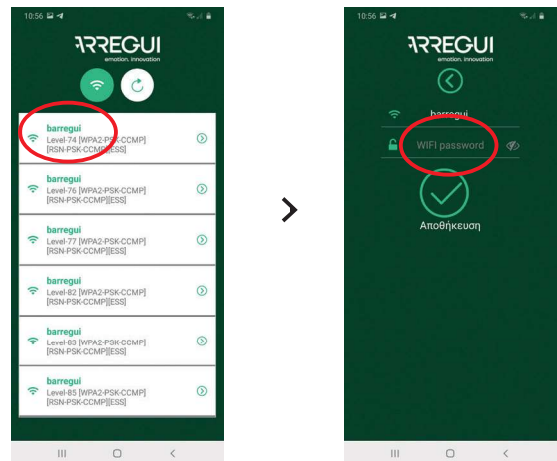 10:56
ARREGUI
emotion. innovation
barregui
Level-74 [WPA2-PSK-CCMP]
[RSN-PSK-CCMP][ESS]
barregui
Level-76 [WPA2-PSK-CCMP]
[RSN-PSK-CCMP][ESS]
barregui
Level-77 [WPA2-PSK-CCMP]
[RSN-PSK-CCMP][ESS]
barregui
Level-82 [WPA2-PSK-CCMP]
[RSN-PSK-CCMP][ESS]
barregui
Level-83 [WPA2-PSK-CCMP]
[RSN-PSK-CCMP][ESS]
barregui
Level-85 [WPA2-PSK-CCMP]
[RSN-PSK-CCMP][ESS]
10:56
ARREGUI
emotion. innovation
barregui
WIFI password
Αποθήκευση